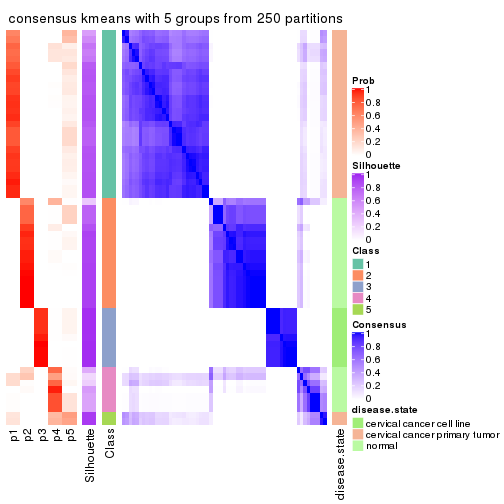 consensus kmeans with 5 groups from 250 partitions
Prob
1
0.8
0.6
0.4
0.2
0
Silhouette
1
0.8
0.6
0.4
0.2
0
Class
1
2
3
4
5
Consensus
1
0.8
0.6
0.4
0.2
0
disease.state
cervical cancer cell line
cervical cancer primary tumor
normal
p1
p2
p3
p4
p5
Silhouette
Class
disease.state